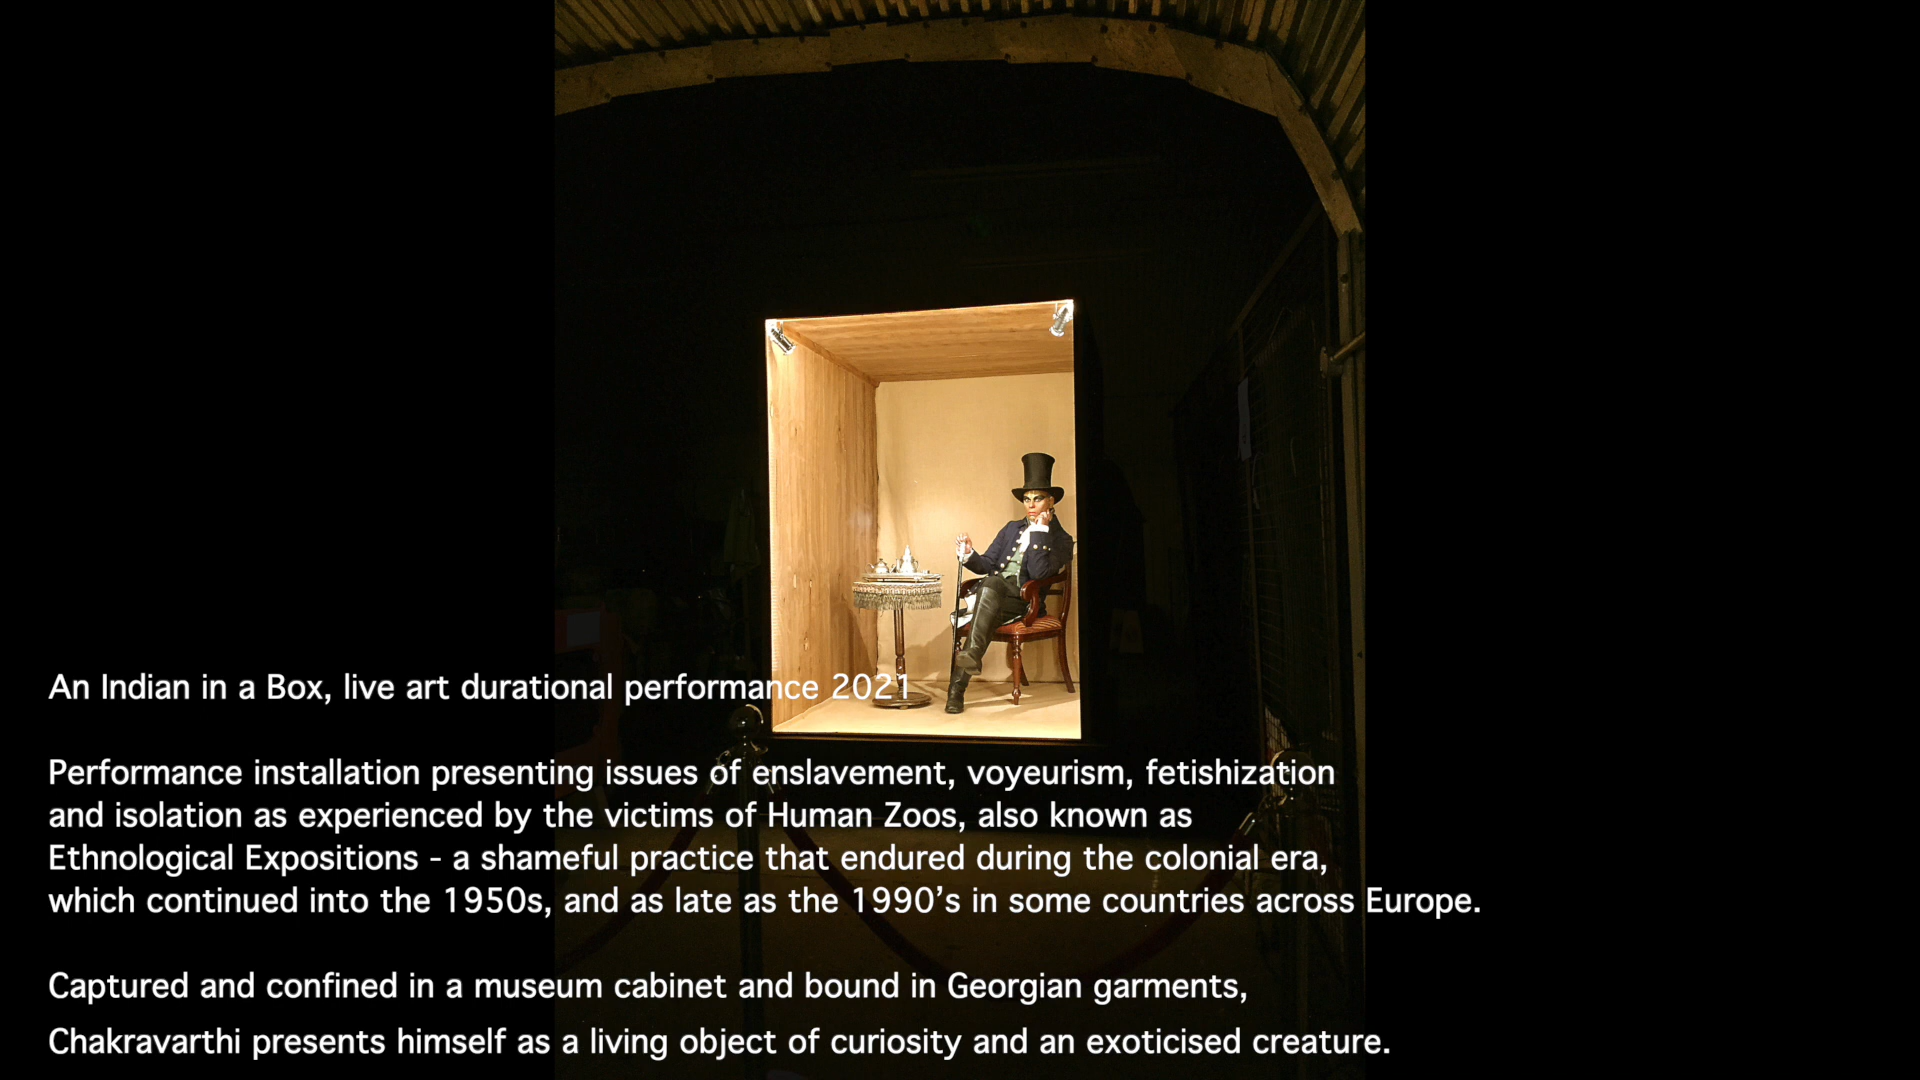 An Indian in a Box, live art durational performance 2021
Performance installation presenting issues of enslavement, voyeurism, fetishization
and isolation as experienced by the victims of Human Zoos, also known as
Ethnological Expositions - a shameful practice that endured during the colonial era,
which continued into the 1950s, and as late as the 1990’s in some countries across Europe.
Captured and confined in a museum cabinet and bound in Georgian garments,
Chakravarthi presents himself as a living object of curiosity and an exoticised creature.